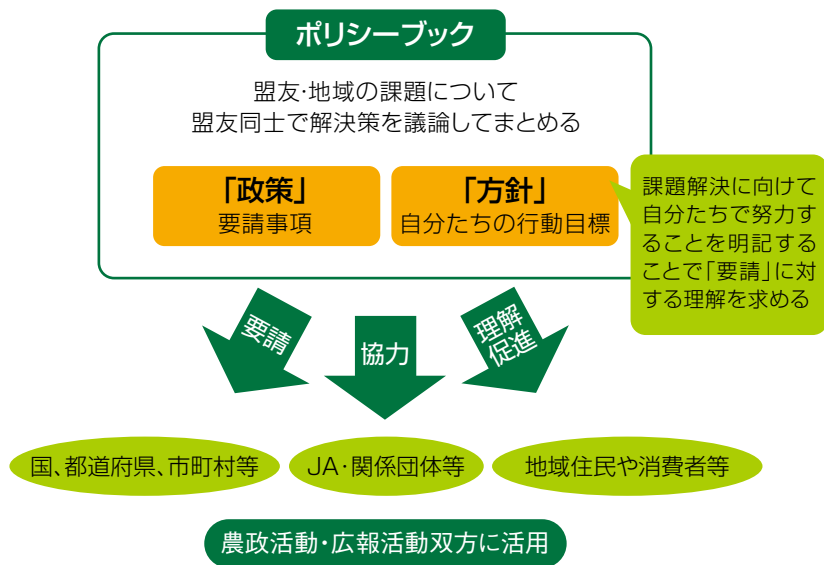 ポリシーブック
盟友・地域の課題について
盟友同士で解決策を議論してまとめる
「政策」
要請事項
「方針」
自分たちの行動目標
課題解決に向けて
自分たちで努力す
ることを明記する
ことで「要請」に対
する理解を求める
要請
協力
理解
促進
国、都道府県、市町村等
JA・関係団体等
地域住民や消費者等
農政活動・広報活動双方に活用